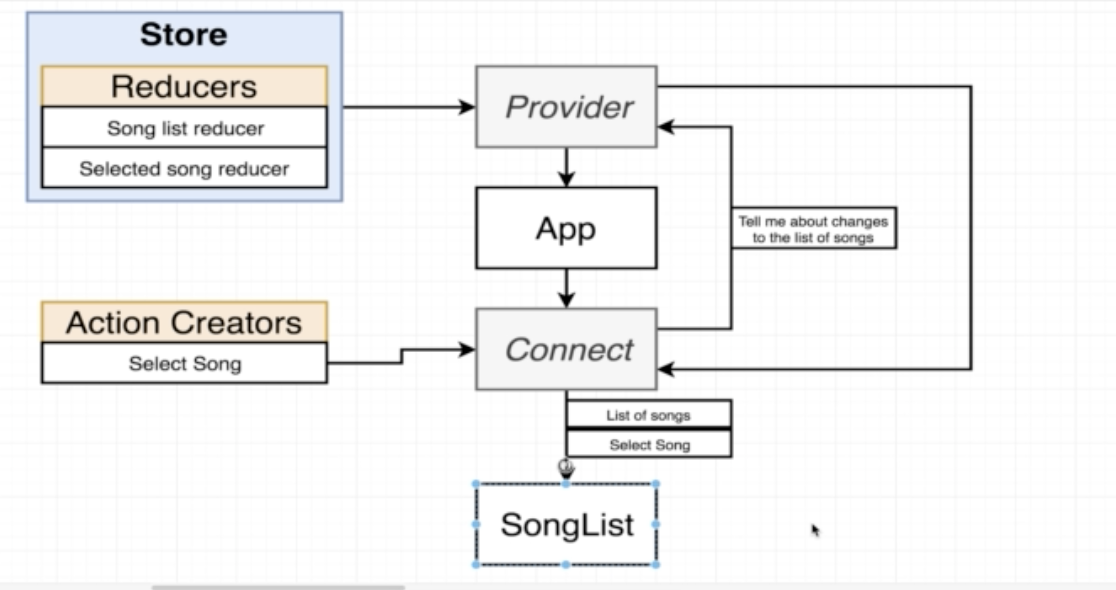 Store
Reducers
Song list reducer
Selected song reducer
Provider
App
Tell me about changes
to the list of songs
Action Creators
Select Song
Connect
List of songs
Select Song
SongList